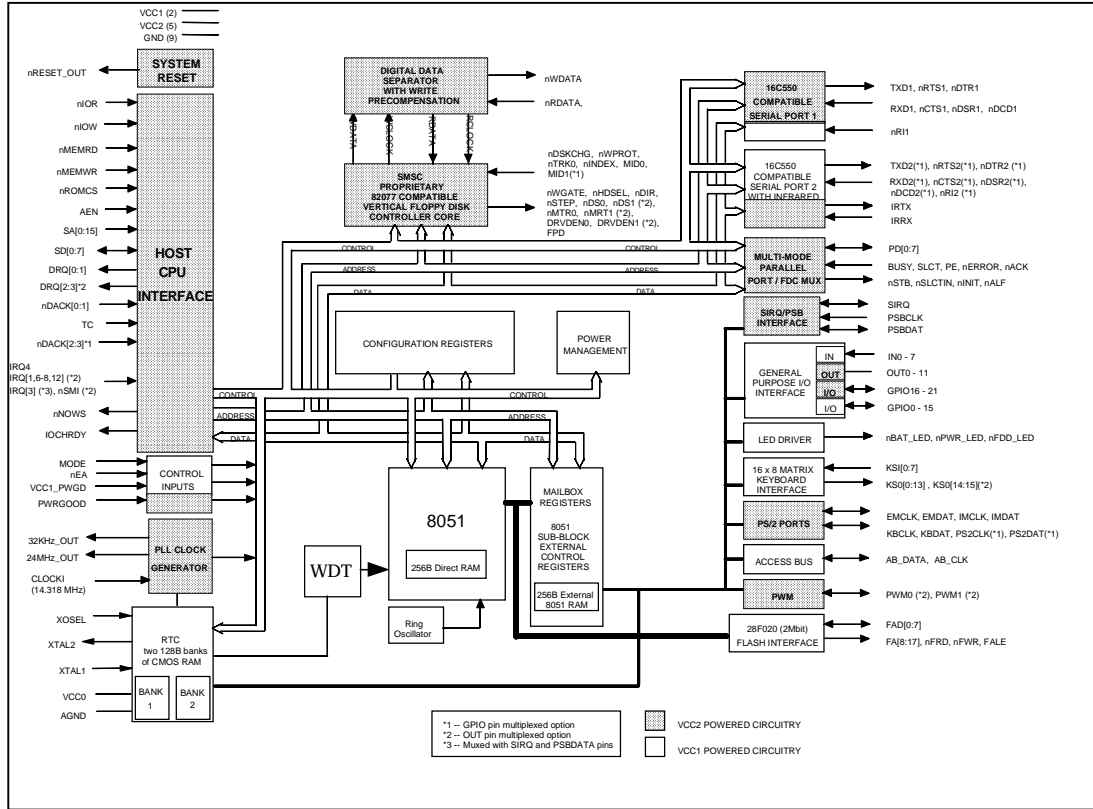 VCC1 (2)
VCC2 (5)
GND (9)
SYSTEM
RESET
nRESET_OUT
nIOR
nIOW
nMEMRD
nMEMWR
nROMCS
AEN
SA[0:15]
SD[0:7]
DRQ[0:1]
DRQ[2:3]*2
nDACK[0:1]
TC
nDACK[2:3]*1
IRQ4
IRQ[1,6-8,12] (*2)
IRQ[3] (*3), nSMI (*2)
nNOWS
IOCHRDY
HOST
CPU
INTERFACE
MODE
nEA
VCC1_PWGD
PWRGOOD
CONTROL
INPUTS
32KHz_OUT
24MHz_OUT
CLOCKI
(14.318 MHz)
PLL CLOCK
GENERATOR
XOSEL
XTAL2
XTAL1
VCC0
AGND
RTC
two 128B banks
of CMOS RAM
BANK
1
BANK
2
DIGITAL DATA
SEPARATOR
WITH WRITE
PRECOMPENSATION
nWDATA
nRDATA,
WDATA
WCLOCK
RDATA
RCLOCK
SMSC
PROPRIETARY
82077 COMPATIBLE
VERTICAL FLOPPY DISK
CONTROLLER CORE
nDSKCHG, nWPROT,
nTRK0, nINDEX, MID0,
MID1(*1)
nWGATE, nHDSEL, nDIR,
nSTEP, nDS0, nDS1 (*2),
nMTR0, nMRT1 (*2),
DRVDEN0, DRVDEN1 (*2),
FPD
CONTROL
ADDRESS
DATA
CONTROL
ADDRESS
DATA
CONFIGURATION REGISTERS
POWER
MANAGEMENT
CONTROL
ADDRESS
DATA
CONTROL
ADDRESS
DATA
8051
256B Direct RAM
WDT
Ring
Oscillator
MAILBOX
REGISTERS
8051
SUB-BLOCK
EXTERNAL
CONTROL
REGISTERS
256B External
8051 RAM
16C550
COMPATIBLE
SERIAL PORT 1
TXD1, nRTS1, nDTR1
RXD1, nCTS1, nDSR1, nDCD1
nRI1
16C550
COMPATIBLE
SERIAL PORT 2
WITH INFRARED
TXD2(*1), nRTS2(*1), nDTR2 (*1)
RXD2(*1), nCTS2(*1), nDSR2(*1),
nDCD2(*1), nRI2 (*1)
IRTX
IRRX
MULTI-MODE
PARALLEL
PORT / FDC MUX
PD[0:7]
BUSY, SLCT, PE, nERROR, nACK
nSTB, nSLCTIN, nINIT, nALF
SIRQ/PSB
INTERFACE
SIRQ
PSBCLK
PSBDAT
GENERAL
PURPOSE I/O
INTERFACE
IN
OUT
I/O
I/O
IN0 - 7
OUT0 - 11
GPIO16 - 21
GPIO0 - 15
LED DRIVER
nBAT_LED, nPWR_LED, nFDD_LED
16 x 8 MATRIX
KEYBOARD
INTERFACE
KSI[0:7]
KS0[0:13] , KS0[14:15](*2)
PS/2 PORTS
EMCLK, EMDAT, IMCLK, IMDAT
KBCLK, KBDAT, PS2CLK(*1), PS2DAT(*1)
ACCESS BUS
AB_DATA, AB_CLK
PWM
PWM0 (*2), PWM1 (*2)
28F020 (2Mbit)
FLASH INTERFACE
FAD[0:7]
FA[8:17], nFRD, nFWR, FALE
*1 -- GPIO pin multiplexed option
*2 -- OUT pin multiplexed option
*3 -- Muxed with SIRQ and PSBDATA pins
VCC2 POWERED CIRCUITRY
VCC1 POWERED CIRCUITRY